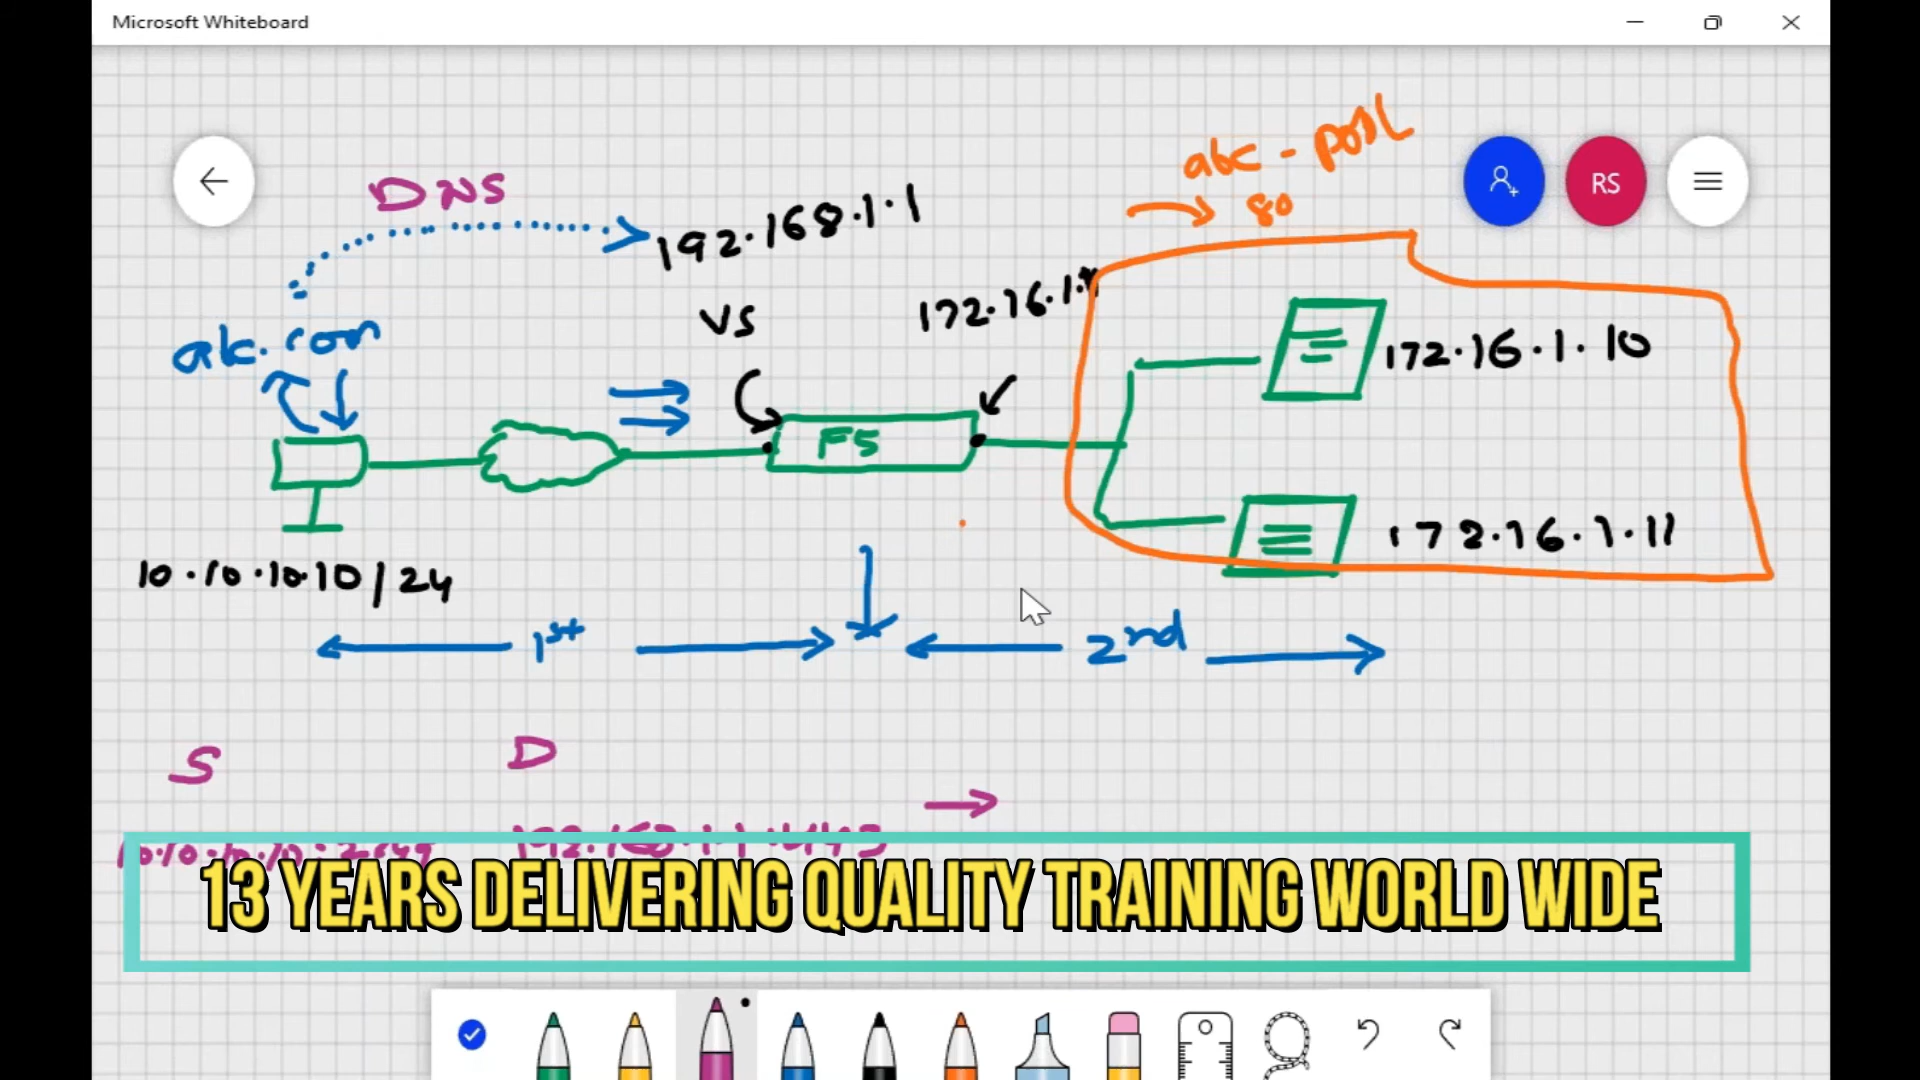 Microsoft Whiteboard
abc-pool
80
RS
DNS
192.168.1.1
VS
172.16.1.
abc.com
172.16.1.10
F5
172.16.1.11
10.10.10.10/24
1st
2nd
S
D
13 YEARS DELIVERING QUALITY TRAINING WORLD WIDE